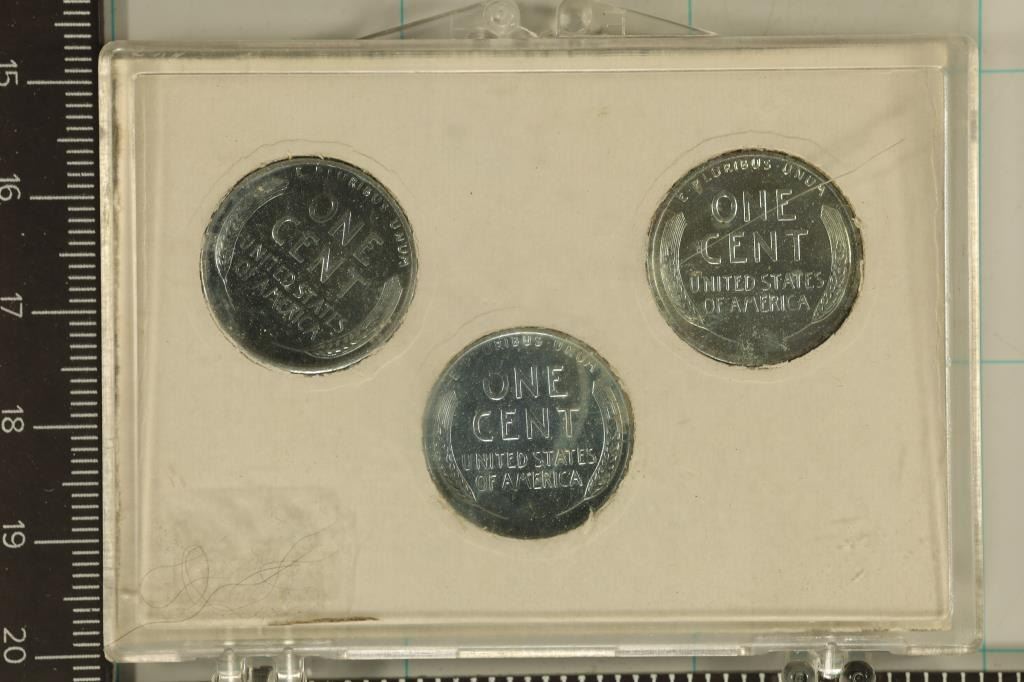 15
16
17
18
19
20
E PLURIBUS UNUM
ONE
CENT
UNITED STATES
OF AMERICA
E PLURIBUS UNUM
ONE
CENT
UNITED STATES
OF AMERICA
PLURIBUS UNUM
ONE
CENT
UNITED STATES
OF AMERICA